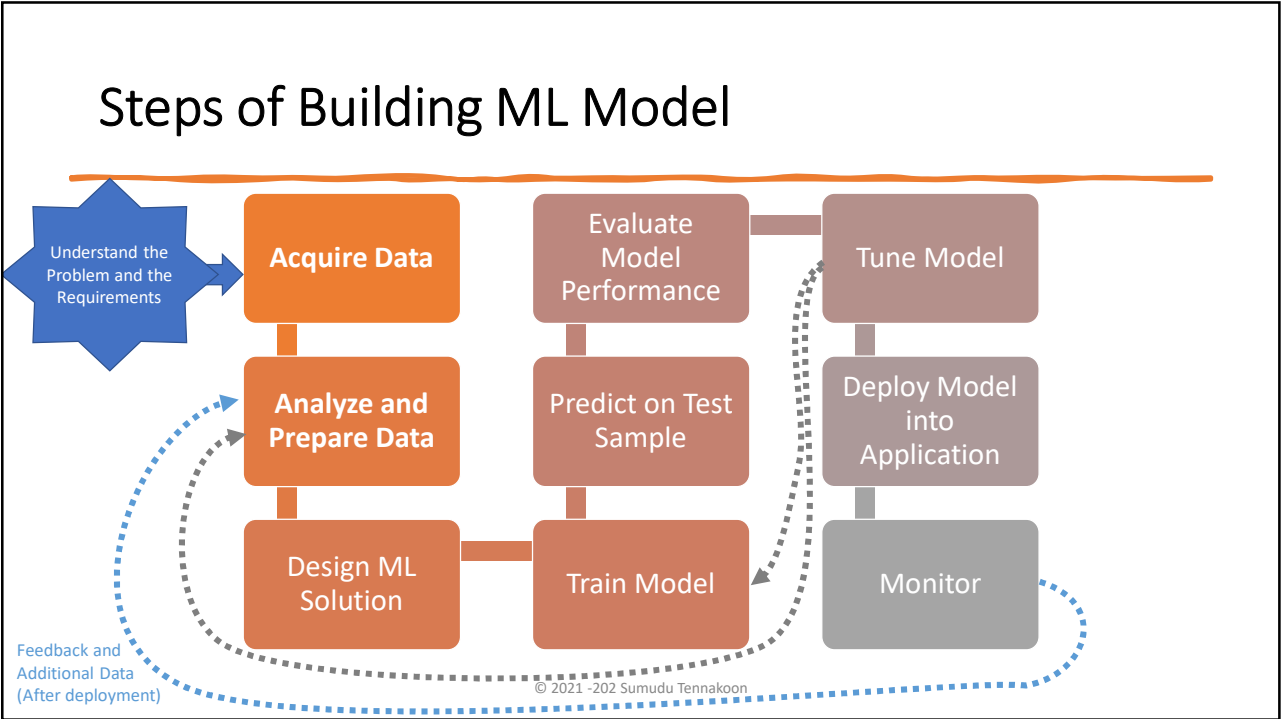 Steps of Building ML Model
Understand the
Problem and the
Requirements
Acquire Data
Analyze and
Prepare Data
Design ML
Solution
Train Model
Predict on Test
Sample
Evaluate
Model
Performance
Tune Model
Deploy Model
into
Application
Monitor
Feedback and
Additional Data
(After deployment)
© 2021 -202 Sumudu Tennakoon